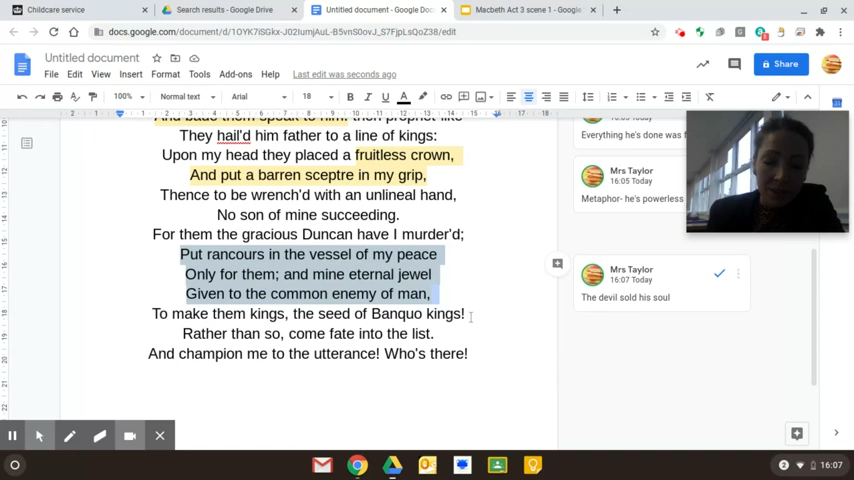 Childcare service
Search results - Google Drive
Untitled document - Google Doc
Macbeth Act 3 scene 1 - Google
docs.google.com/document/d/1OYK7iSGkx-J02IumjAuL-B5vnS0ovJ_S7FjpLsQoZ38/edit
Untitled document
File Edit View Insert Format Tools Add-ons Help Last edit was seconds ago
Share
100% Normal text Arial 18
They hail'd him father to a line of kings:
Upon my head they placed a fruitless crown,
And put a barren sceptre in my grip,
Thence to be wrench'd with an unlineal hand,
No son of mine succeeding.
For them the gracious Duncan have I murder'd;
Put rancours in the vessel of my peace
Only for them; and mine eternal jewel
Given to the common enemy of man,
To make them kings, the seed of Banquo kings!
Rather than so, come fate into the list.
And champion me to the utterance! Who's there!
Everything he's done was f
Mrs Taylor
16:05 Today
Metaphor- he's powerless
Mrs Taylor
16:07 Today
The devil sold his soul
2 16:07